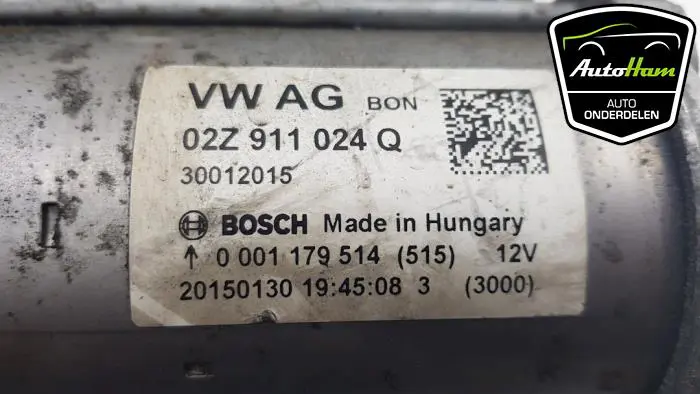 VW AG BON
02Z 911 024 Q
30012015
BOSCH Made in Hungary
↑ 0 001 179 514 (515) 12V
20150130 19:45:08 3 (3000)
AutoHam
AUTO
ONDERDELEN